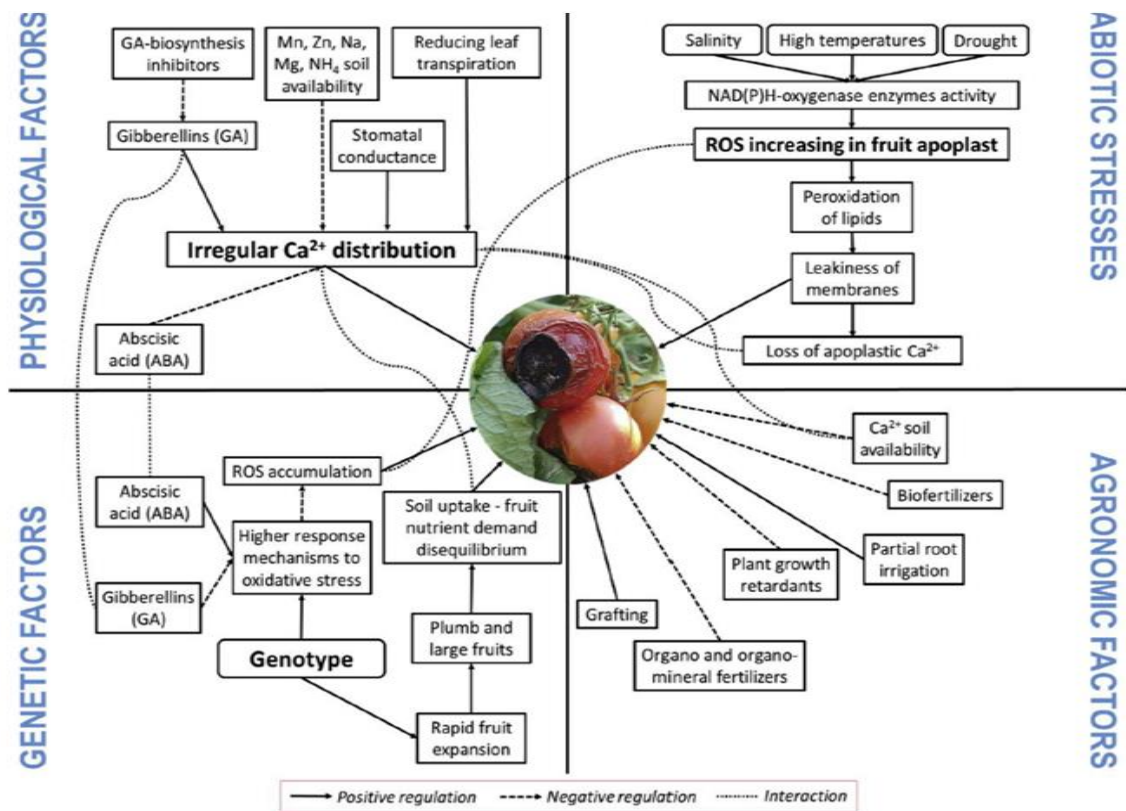 PHYSIOLOGICAL FACTORS
GA-biosynthesis
inhibitors
Mn, Zn, Na,
Mg, NH₄ soil
availability
Reducing leaf
transpiration
Gibberellins (GA)
Stomatal
conductance
Irregular Ca²⁺ distribution
Abscisic
acid (ABA)
ABIOTIC STRESSES
Salinity
High temperatures
Drought
NAD(P)H-oxygenase enzymes activity
ROS increasing in fruit apoplast
Peroxidation
of lipids
Leakiness of
membranes
Loss of apoplastic Ca²⁺
GENETIC FACTORS
ROS accumulation
Abscisic
acid (ABA)
Higher response
mechanisms to
oxidative stress
Gibberellins
(GA)
Genotype
Soil uptake - fruit
nutrient demand
disequilibrium
Plumb and
large fruits
Rapid fruit
expansion
AGRONOMIC FACTORS
Ca²⁺ soil
availability
Biofertilizers
Partial root
irrigation
Plant growth
retardants
Grafting
Organo and organo-
mineral fertilizers
Positive regulation
Negative regulation
Interaction